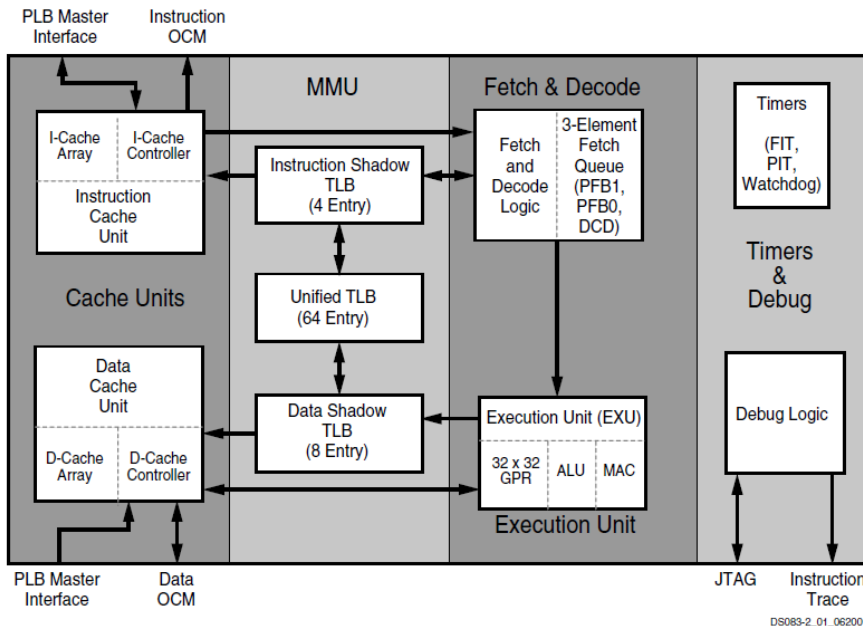 PLB Master
Interface
Instruction
OCM
MMU
Fetch & Decode
I-Cache
Array
I-Cache
Controller
Instruction
Cache
Unit
Instruction Shadow
TLB
(4 Entry)
Fetch
and
Decode
Logic
3-Element
Fetch
Queue
(PFB1,
PFB0,
DCD)
Timers
(FIT,
PIT,
Watchdog)
Cache Units
Unified TLB
(64 Entry)
Timers
&
Debug
Data
Cache
Unit
D-Cache
Array
D-Cache
Controller
Data Shadow
TLB
(8 Entry)
Execution Unit (EXU)
32 x 32
GPR
ALU
MAC
Execution Unit
Debug Logic
PLB Master
Interface
Data
OCM
JTAG
Instruction
Trace
DS083-2_01_06200